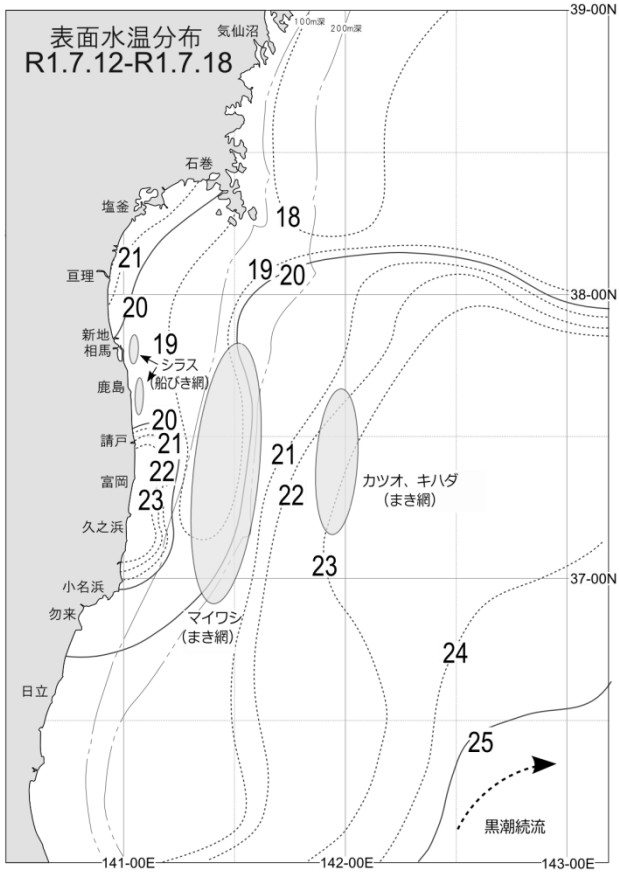 39-00N
100m深
200m深
気仙沼
表面水温分布
R1.7.12-R1.7.18
石巻
塩釜
18
21
亘理
19
20
38-00N
20
新地
相馬
19
シラス
(船びき網)
鹿島
20
請戸
21
21
22
富岡
22
カツオ、キハダ
(まき網)
23
久之浜
23
小名浜
37-00N
勿来
マイワシ
(まき網)
24
日立
25
黒潮続流
141-00E
142-00E
143-00E